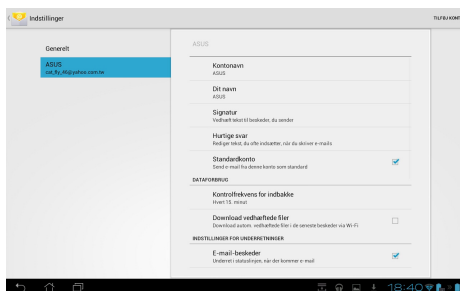 Indstillinger
TILFØJ KONT
Generelt
ASUS
cat_fly_46@yahoo.com.tw
ASUS
Kontonavn
ASUS
Dit navn
ASUS
Signatur
Vedhæft tekst til beskeder, du sender
Hurtige svar
Rediger tekst, du ofte indsætter, når du skriver e-mails
Standardkonto
Send e-mail fra denne konto som standard
DATAFORBRUG
Kontrolfrekvens for indbakke
Hvert 15. minut
Download vedhæftede filer
Download autom. vedhæftede filer i de seneste beskeder via Wi-Fi
INDSTILLINGER FOR UNDERRETNINGER
E-mail-beskeder
Underret i statuslinjen, når der kommer e-mail
18:40